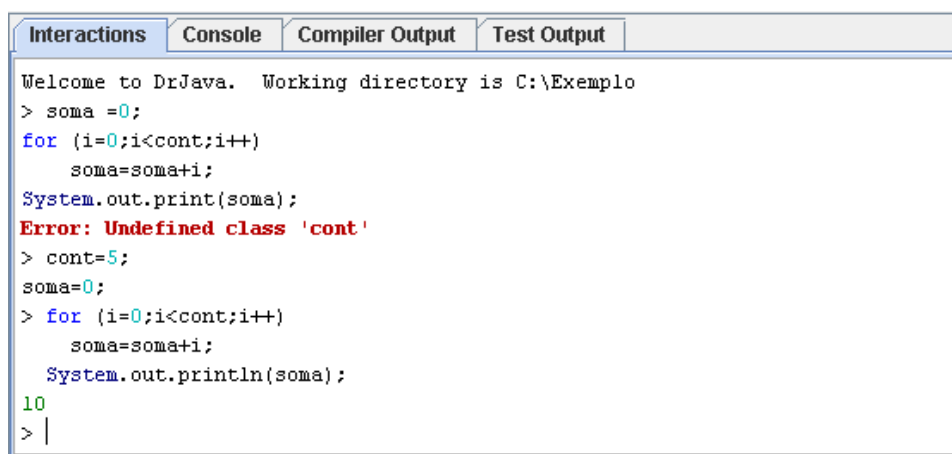 Interactions Console Compiler Output Test Output
Welcome to DrJava.  Working directory is C:\Exemplo
> soma =0;
for (i=0;i<cont;i++)
    soma=soma+i;
System.out.print(soma);
Error: Undefined class 'cont'
> cont=5;
soma=0;
> for (i=0;i<cont;i++)
    soma=soma+i;
  System.out.println(soma);
10
>